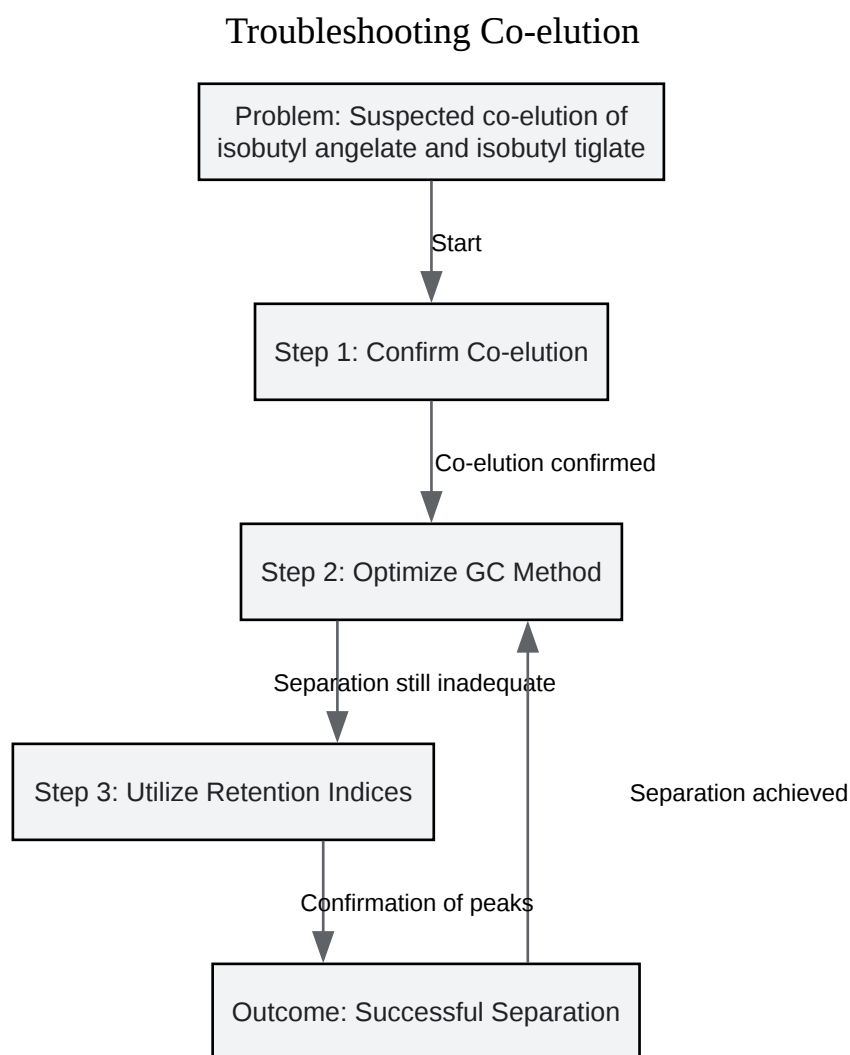 Troubleshooting Co-elution
Problem: Suspected co-elution of
isobutyl angelate and isobutyl tiglate
Start
Step 1: Confirm Co-elution
Co-elution confirmed
Step 2: Optimize GC Method
Separation still inadequate
Step 3: Utilize Retention Indices
Separation achieved
Confirmation of peaks
Outcome: Successful Separation